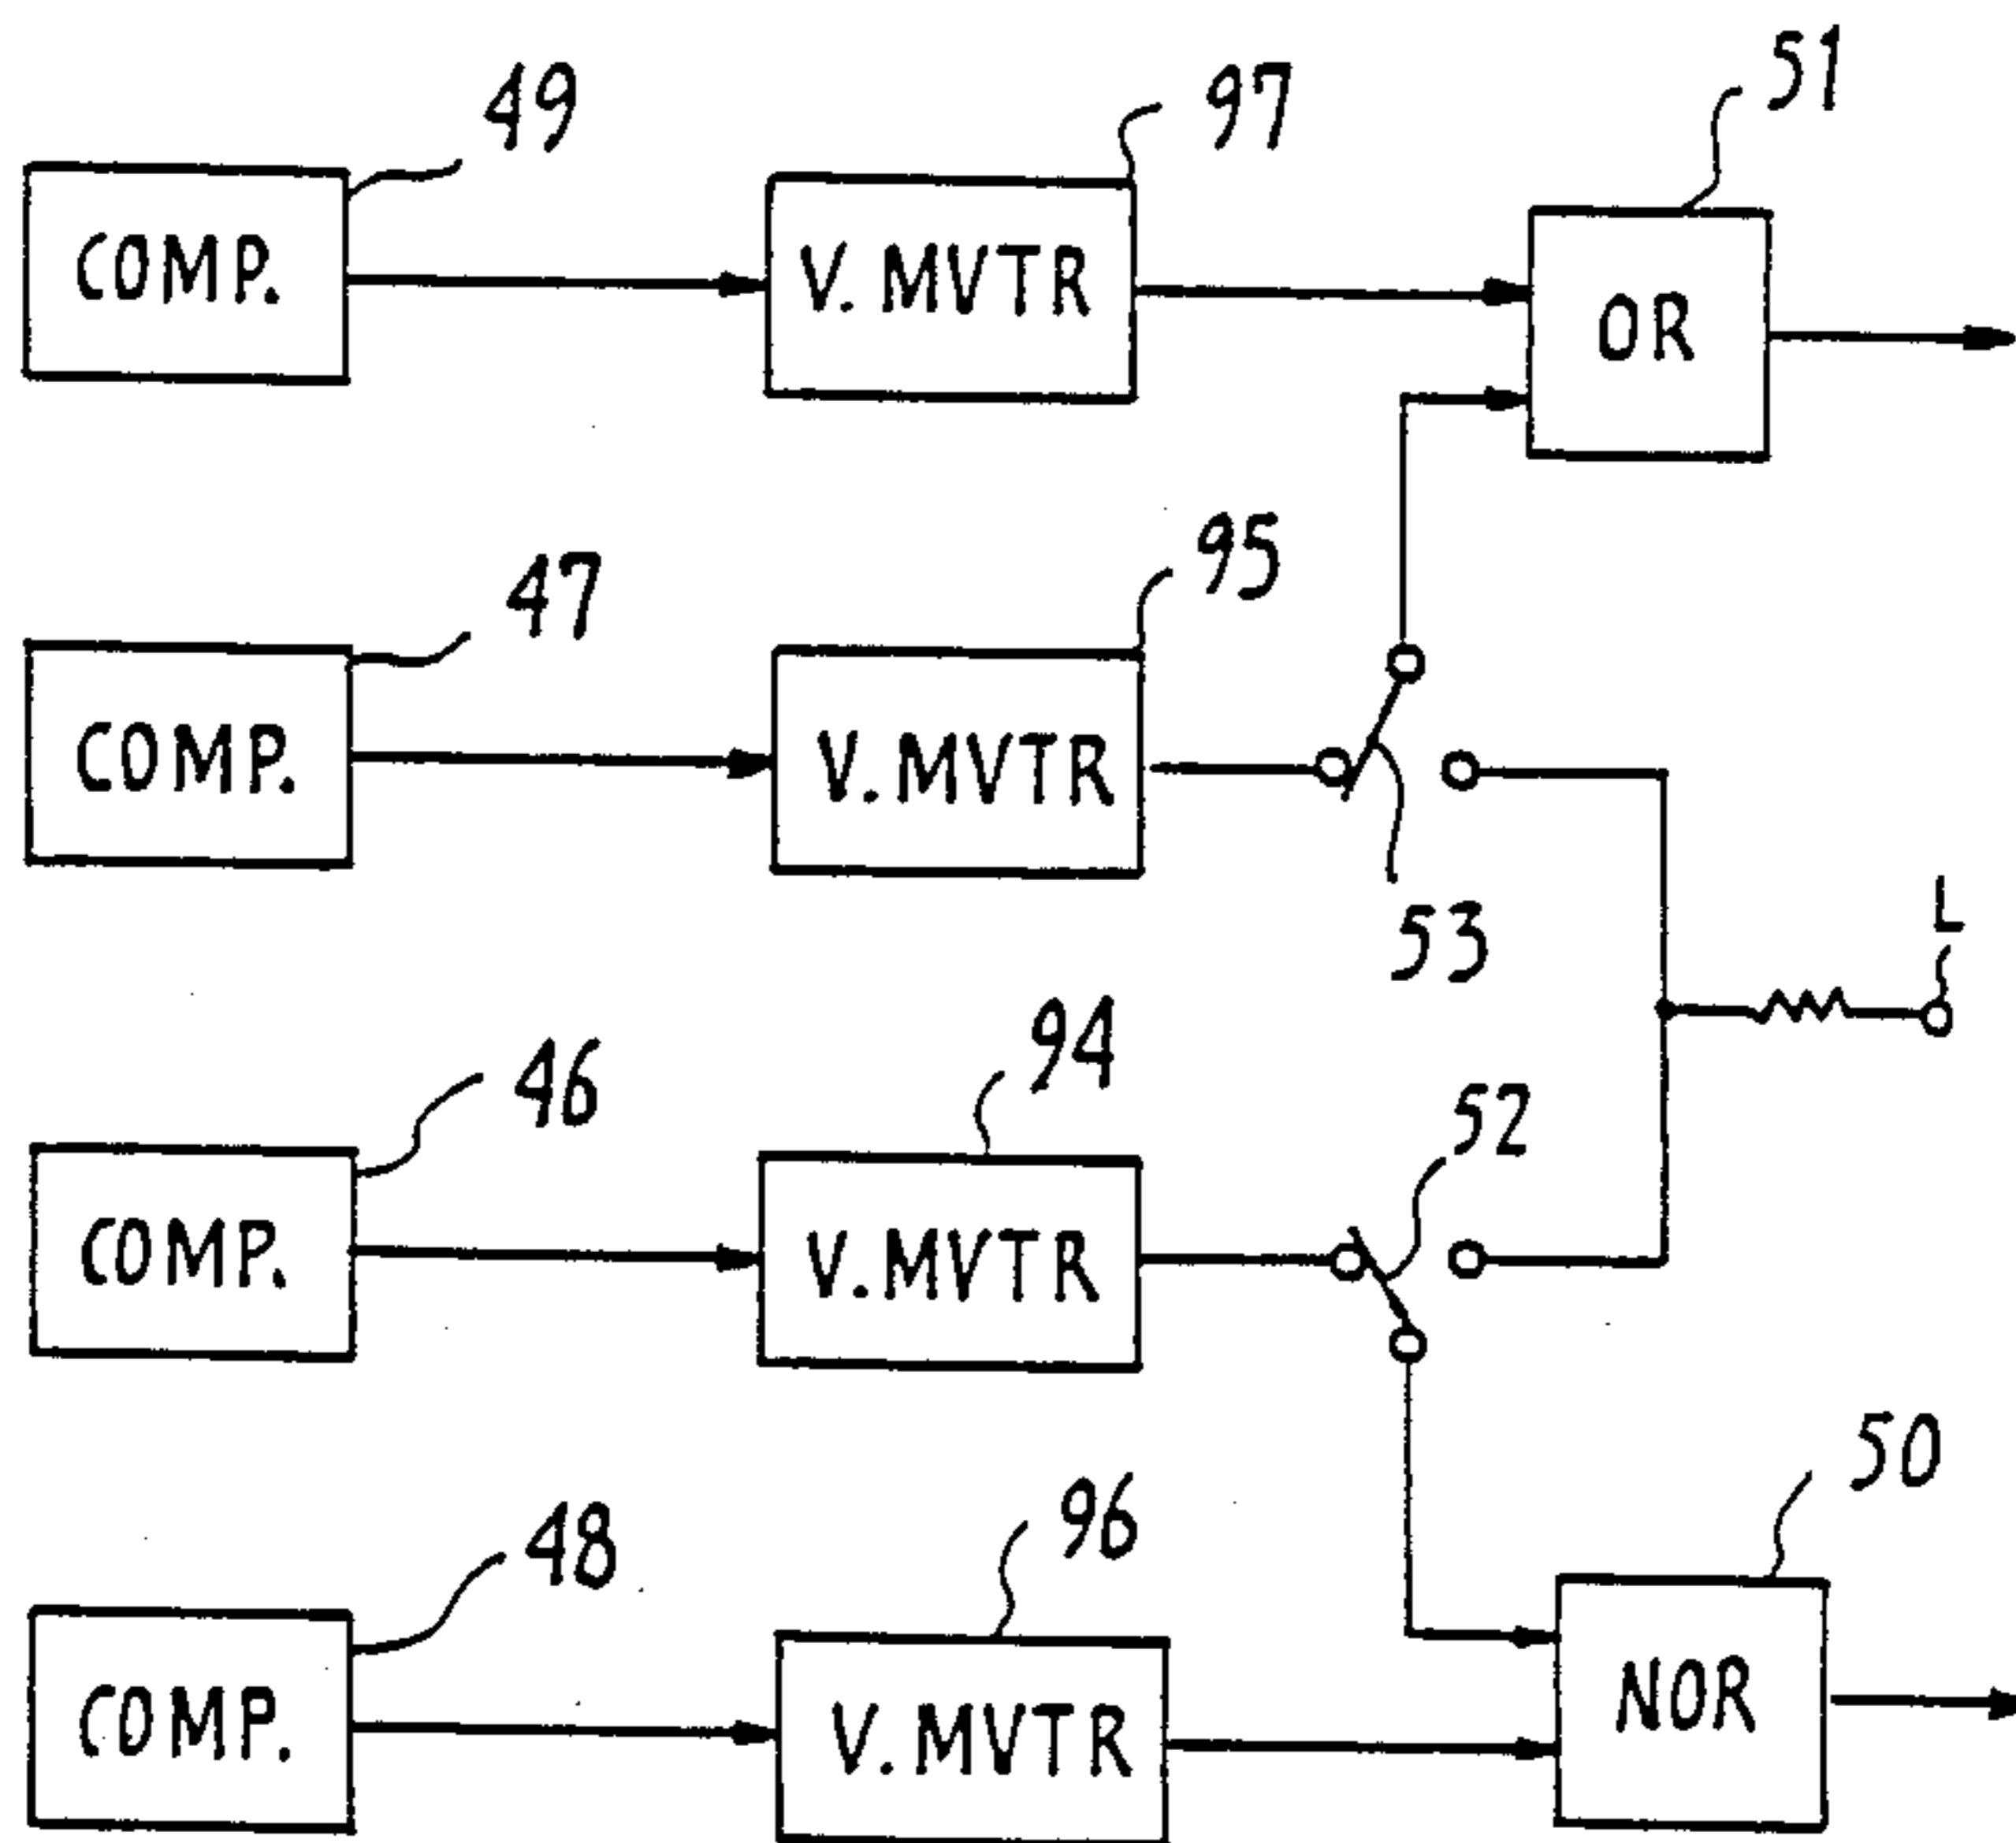 49
97
51
COMP.
V. MVTR
OR
47
95
COMP.
V. MVTR
53
L
46
94
52
COMP.
V. MVTR
48
96
50
COMP.
V. MVTR
NOR